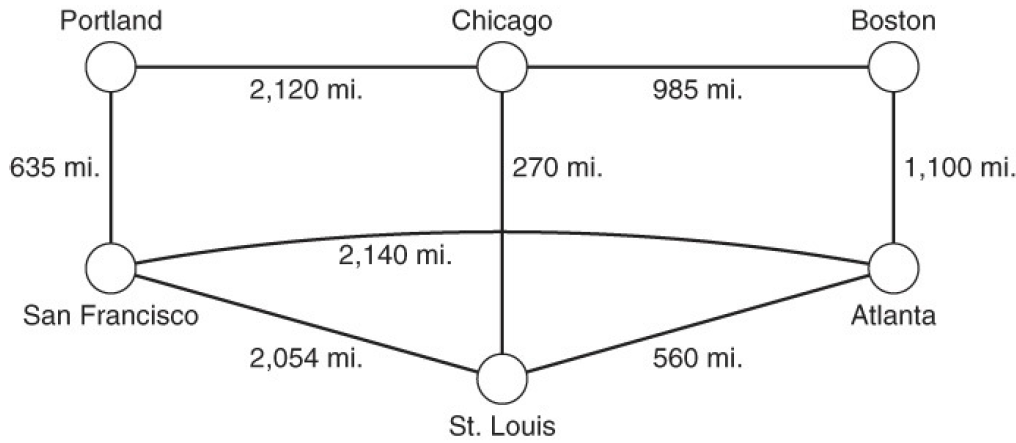 Portland
Chicago
Boston
2,120 mi.
985 mi.
635 mi.
270 mi.
1,100 mi.
2,140 mi.
San Francisco
Atlanta
2,054 mi.
560 mi.
St. Louis